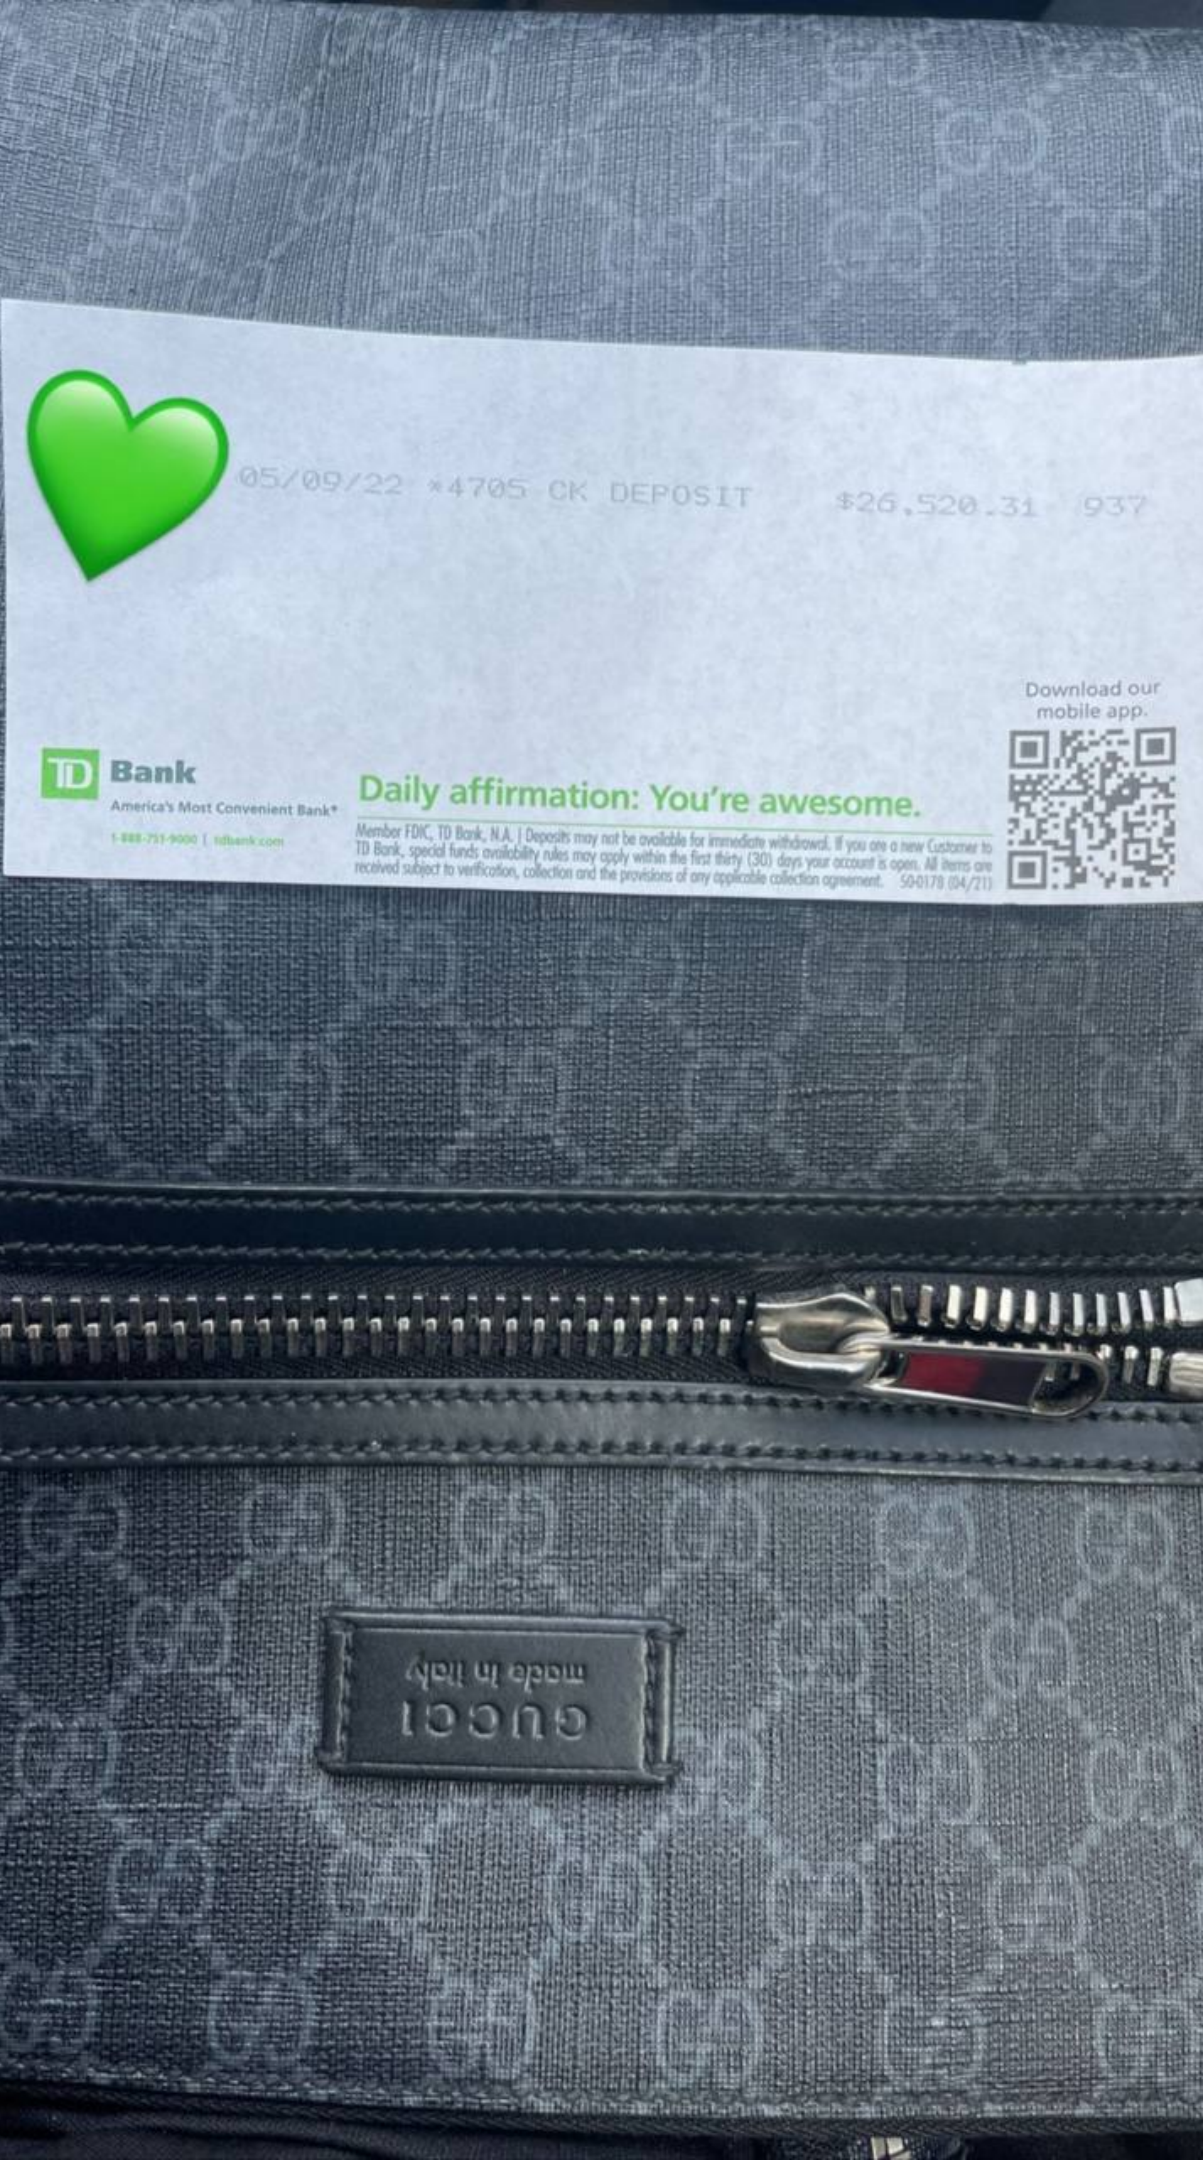 05/09/22 *4705 CK DEPOSIT $26,520.31 937
Download our
mobile app.
TD Bank
America's Most Convenient Bank®
1-888-751-9000 | tdbank.com
Daily affirmation: You're awesome.
Member FDIC, TD Bank, N.A. | Deposits may not be available for immediate withdrawal. If you are a new Customer to
TD Bank, special funds availability rules may apply within the first thirty (30) days your account is open. All items are
received subject to verification, collection and the provisions of any applicable collection agreement. 50-0178 (04/21)
GUCCI
made in italy